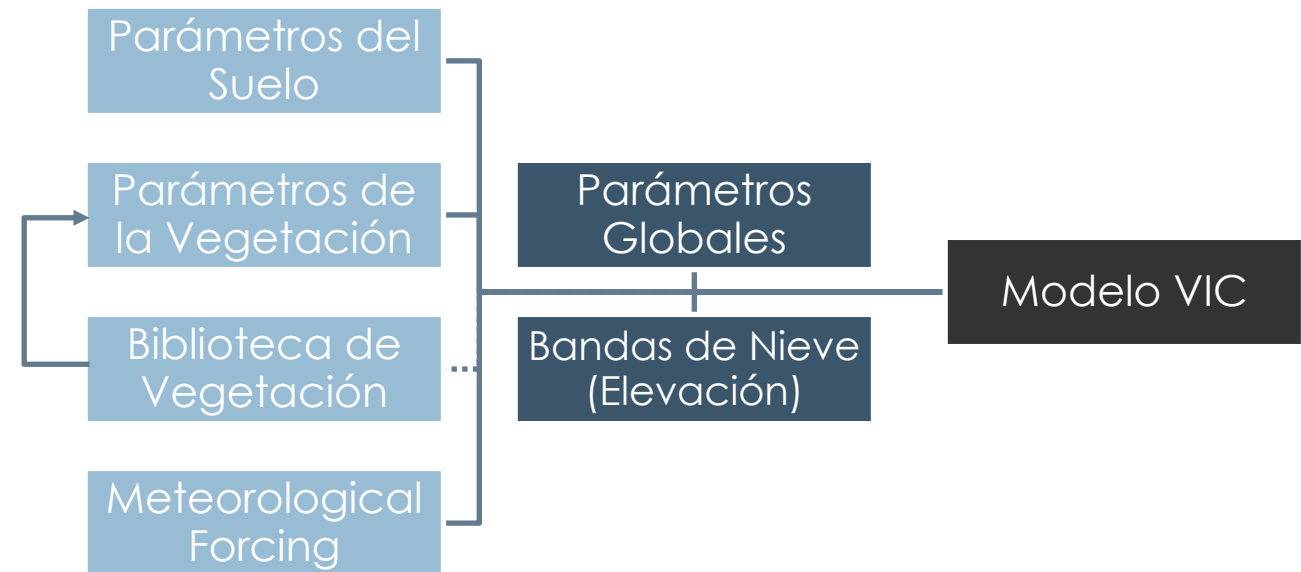 Parámetros del
Suelo
Parámetros de
la Vegetación
Biblioteca de
Vegetación
Meteorological
Forcing
Parámetros
Globales
Bandas de Nieve
(Elevación)
Modelo VIC